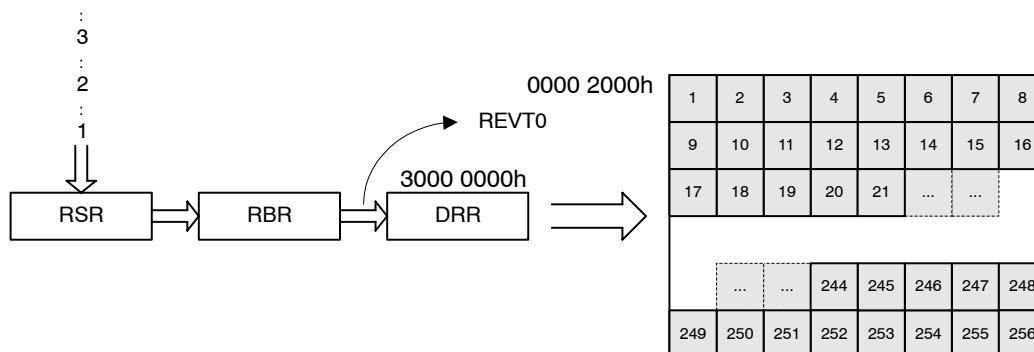 :
3
:
2
:
1
REVT0
3000 0000h
RSR
RBR
DRR
0000 2000h
1 2 3 4 5 6 7 8
9 10 11 12 13 14 15 16
17 18 19 20 21 ... ...
... ... 244 245 246 247 248
249 250 251 252 253 254 255 256